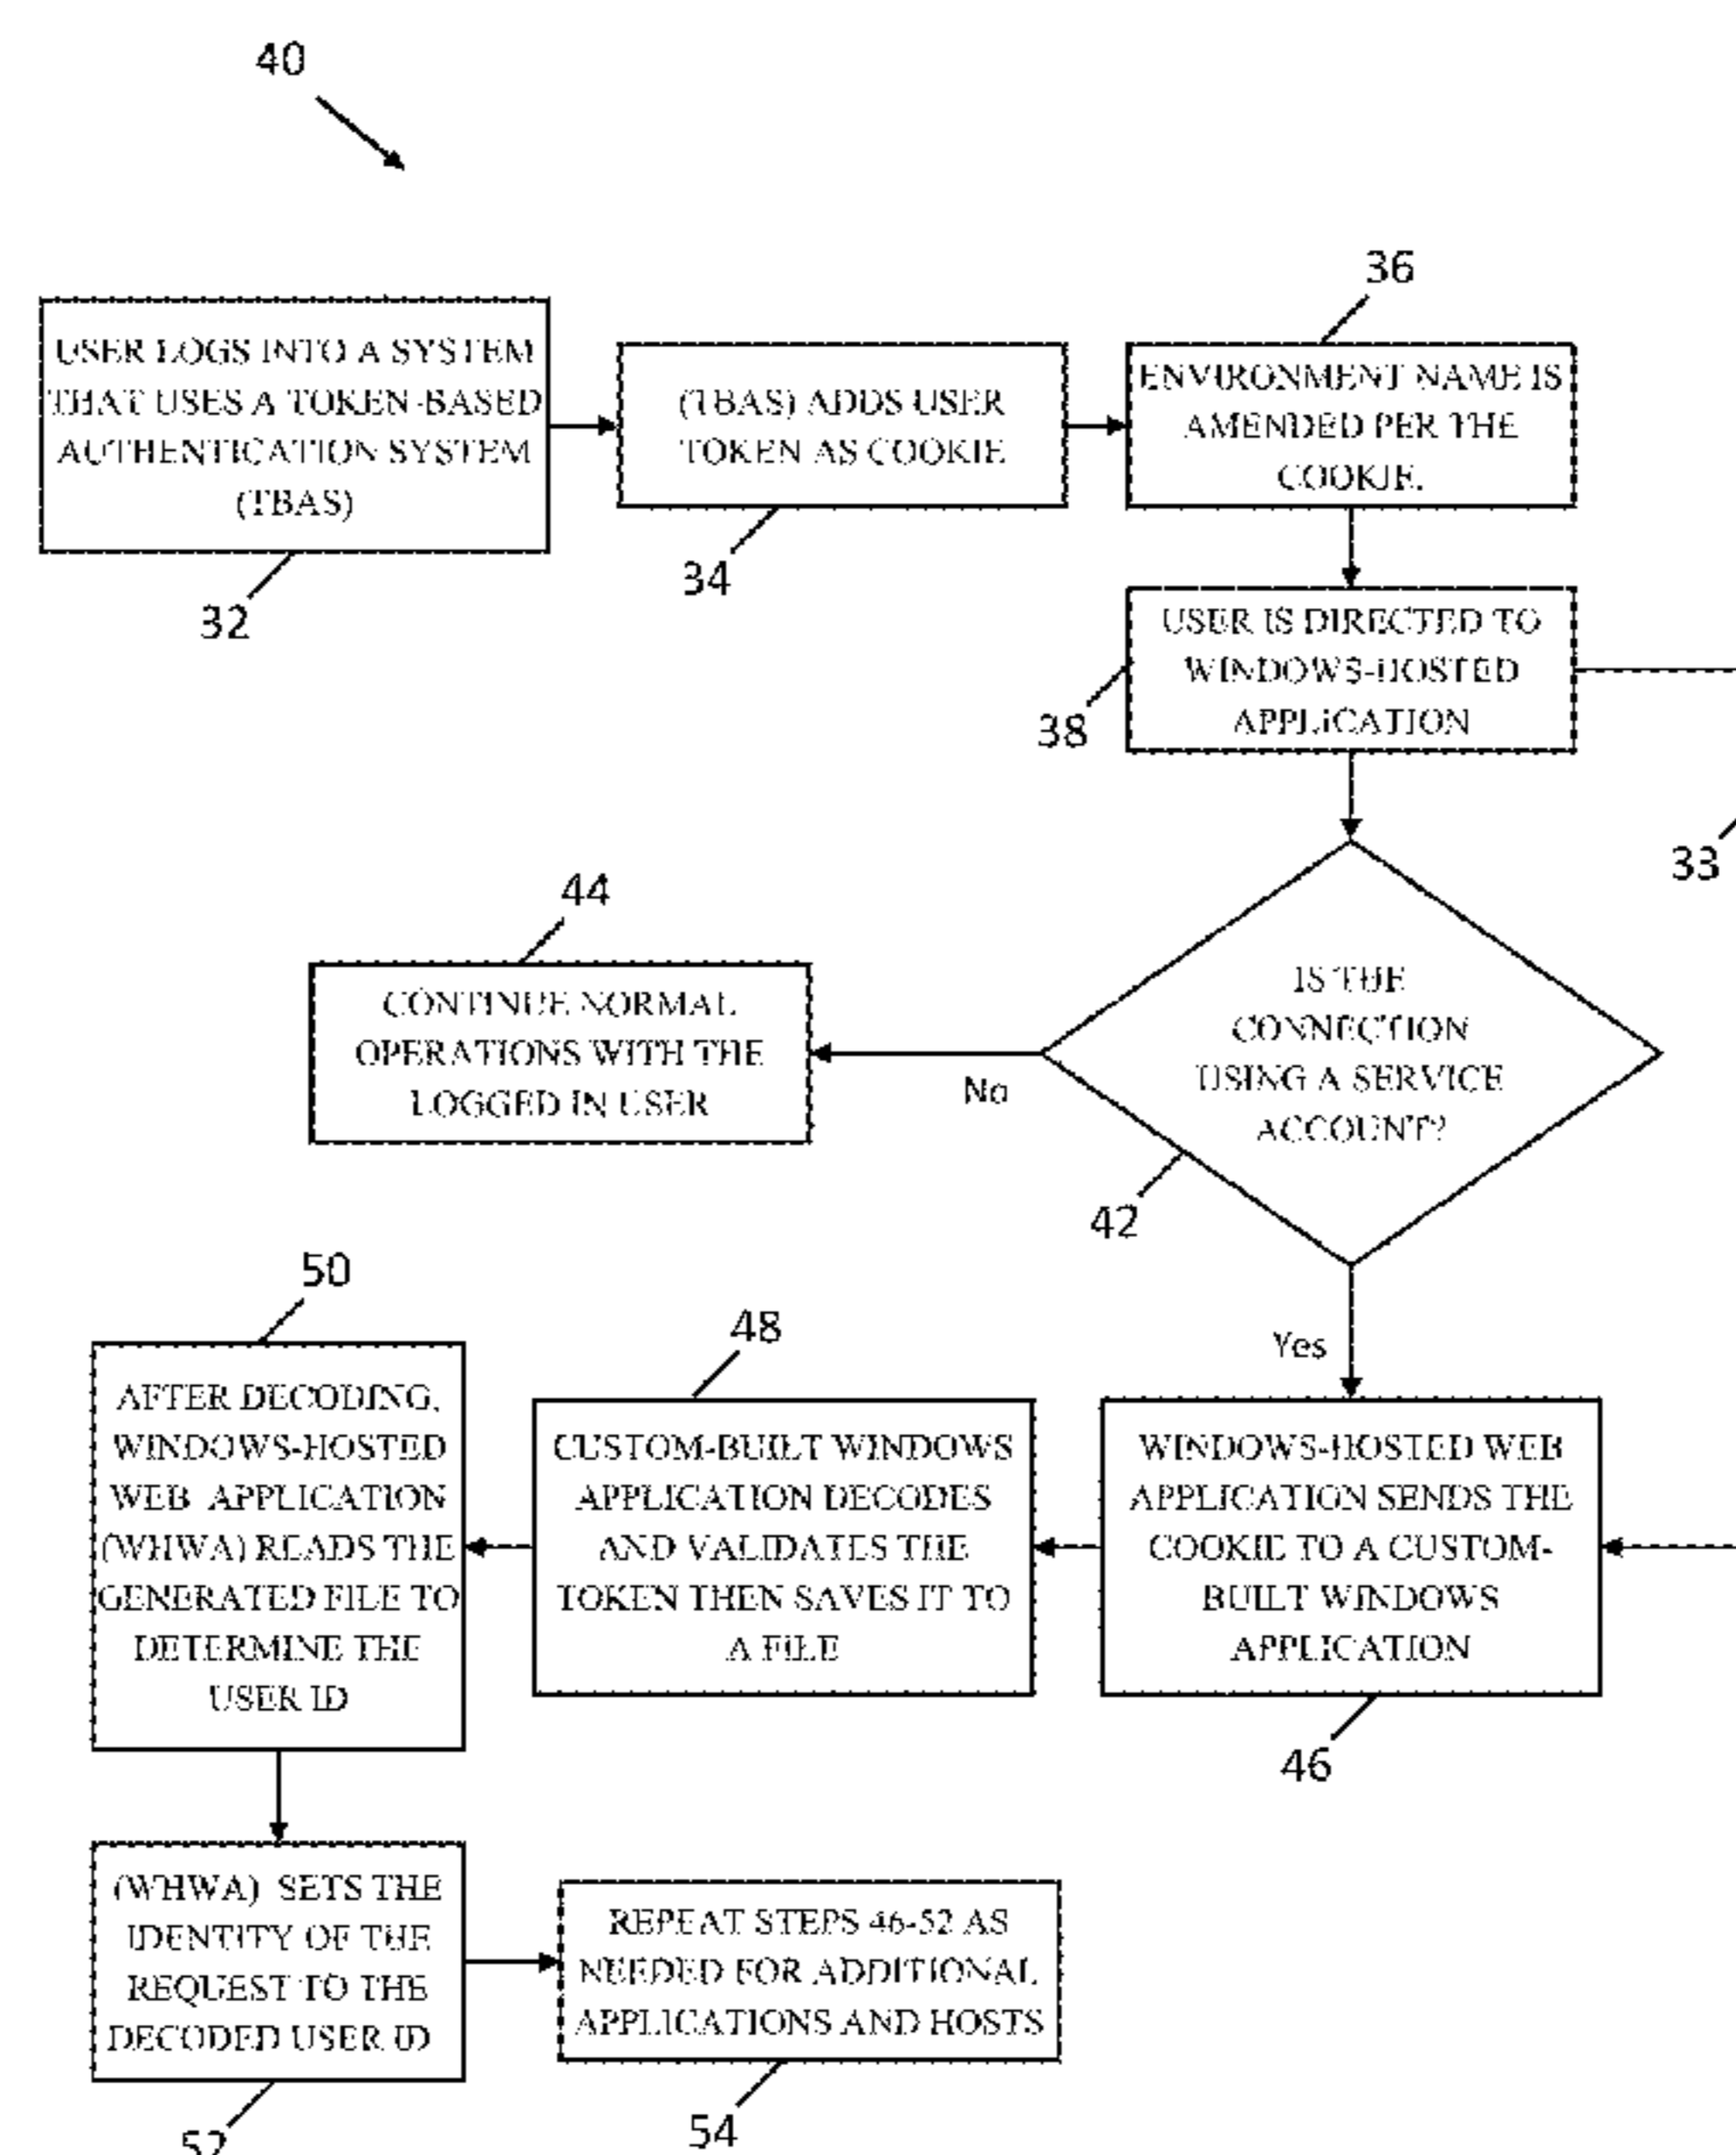 40
36
USER LOGS INTO A SYSTEM
THAT USES A TOKEN-BASED
AUTHENTICATION SYSTEM
(TBAS)
32
(TBAS) ADDS USER
TOKEN AS COOKIE
34
ENVIRONMENT NAME IS
AMENDED PER THE
COOKIE.
USER IS DIRECTED TO
WINDOWS-HOSTED
APPLICATION
38
33
IS THE
CONNECTION
USING A SERVICE
ACCOUNT?
42
No
44
CONTINUE NORMAL
OPERATIONS WITH THE
LOGGED IN USER
Yes
WINDOWS-HOSTED WEB
APPLICATION SENDS THE
COOKIE TO A CUSTOM-
BUILT WINDOWS
APPLICATION
46
48
CUSTOM-BUILT WINDOWS
APPLICATION DECODES
AND VALIDATES THE
TOKEN THEN SAVES IT TO
A FILE
50
AFTER DECODING,
WINDOWS-HOSTED
WEB APPLICATION
(WHWA) READS THE
GENERATED FILE TO
DETERMINE THE
USER ID
(WHWA) SETS THE
IDENTITY OF THE
REQUEST TO THE
DECODED USER ID
52
REPEAT STEPS 46-52 AS
NEEDED FOR ADDITIONAL
APPLICATIONS AND HOSTS
54